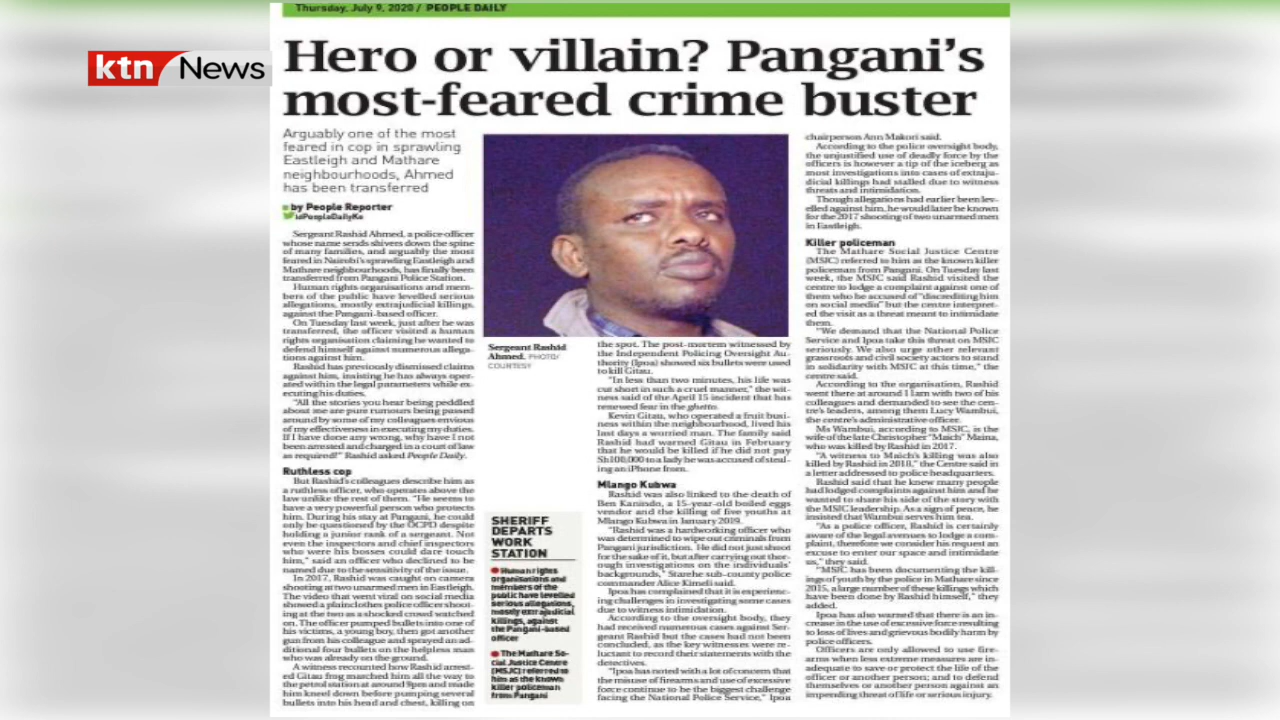 Thursday, July 9, 2020 / PEOPLE DAILY
ktn News
Hero or villain? Pangani's
most-feared crime buster
Arguably one of the most
feared in cop in sprawling
Eastleigh and Mathare
neighbourhoods, Ahmed
has been transferred
by People Reporter
@PeopleDailyKe
Sergeant Rashid Ahmed, a police officer
whose name sends shivers down the spine
of many families, and arguably the most
feared in Nairobi's sprawling Eastleigh and
Mathare neighbourhoods, has finally been
transferred from Pangani Police Station.
Human rights organisations and mem-
bers of the public have levelled serious
allegations, mostly extrajudicial killings,
against the Pangani-based officer.
On Tuesday last week, just after he was
transferred, the officer visited a human
rights organisation claiming he wanted to
defend himself against numerous allega-
tions against him.
Rashid has previously dismissed claims
against him, insisting he has always oper-
ated within the legal parameters while ex-
ecuting his duties.
"All the stories you hear being peddled
about me are pure rumours being passed
around by some of my colleagues envious
of my effectiveness in executing my duties.
If I have done any wrong, why have I not
been arrested and charged in a court of law
as required?" Rashid asked People Daily.
Ruthless cop
But Rashid's colleagues describe him as
a ruthless officer, who operates above the
law unlike the rest of them. "He seems to
have a very powerful person who protects
him. During his stay at Pangani, he could
only be questioned by the OCPD despite
holding a junior rank of a sergeant. Not
even the inspectors and chief inspectors
who were his bosses could dare touch
him," said an officer who declined to be
named due to the sensitivity of the issue.
In 2017, Rashid was caught on camera
shooting at two unarmed men in Eastleigh.
The video that went viral on social media
showed a plainclothes police officer shoot-
ing at the two as a shocked crowd watched
on. The officer pumped bullets into one of
his victims, a young boy, then got another
gun from his colleague and sprayed an ad-
ditional four bullets on the helpless man
who was already on the ground.
A witness recounted how Rashid arrest-
ed Gitau frog marched him all the way to
the petrol station at around 9pm and made
him kneel down before pumping several
bullets into his head and chest, killing on
Sergeant Rashid
Ahmed. PHOTO/
COURTESY
SHERIFF
DEPARTS
WORK
STATION
Human rights
organisations and
members of the
public have levelled
serious allegations,
mostly extrajudicial
killings, against
the Pangani-based
officer
The Mathare So-
cial Justice Centre
(MSJC) referred to
him as the known
killer policeman
from Pangani
the spot. The post-mortem witnessed by
the Independent Policing Oversight Au-
thority (Ipoa) showed six bullets were used
to kill Gitau.
"In less than two minutes, his life was
cut short in such a cruel manner," the wit-
ness said of the April 15 incident that has
renewed fear in the ghetto.
Kevin Gitau, who operated a fruit busi-
ness within the neighbourhood, lived his
last days a worried man. The family said
Rashid had warned Gitau in February
that he would be killed if he did not pay
Sh100,000 to a lady he was accused of steal-
ing an iPhone from.
Mlango Kubwa
Rashid was also linked to the death of
Ben Kanindo, a 15-year-old boiled eggs
vendor and the killing of five youths at
Mlango Kubwa in January 2019.
"Rashid was a hardworking officer who
was determined to wipe out criminals from
Pangani jurisdiction. He did not just shoot
for the sake of it, but after carrying out thor-
ough investigations on the individuals'
backgrounds," Starehe sub-county police
commander Alice Kimeli said.
Ipoa has complained that it is experienc-
ing challenges in investigating some cases
due to witness intimidation.
According to the oversight body, they
had received numerous cases against Ser-
geant Rashid but the cases had not been
concluded, as the key witnesses were re-
luctant to record their statements with the
detectives.
"Ipoa has noted with a lot of concern that
the misuse of firearms and use of excessive
force continue to be the biggest challenge
facing the National Police Service," Ipoa
chairperson Ann Makori said.
According to the police oversight body,
the unjustified use of deadly force by the
officers is however a tip of the iceberg as
most investigations into cases of extraju-
dicial killings had stalled due to witness
threats and intimidation.
Though allegations had earlier been lev-
elled against him, he would later be known
for the 2017 shooting of two unarmed men
in Eastleigh.
Killer policeman
The Mathare Social Justice Centre
(MSJC) referred to him as the known killer
policeman from Pangani. On Tuesday last
week, the MSJC said Rashid visited the
centre to lodge a complaint against one of
them who he accused of "discrediting him
on social media" but the centre interpret-
ed the visit as a threat meant to intimidate
them.
"We demand that the National Police
Service and Ipoa take this threat on MSJC
seriously. We also urge other relevant
grassroots and civil society actors to stand
in solidarity with MSJC at this time," the
centre said.
According to the organisation, Rashid
went there at around 11am with two of his
colleagues and demanded to see the cen-
tre's leaders, among them Lucy Wambui,
the centre's administrative officer.
Ms Wambui, according to MSJC, is the
wife of the late Christopher "Maich" Maina,
who was killed by Rashid in 2017.
"A witness to Maich's killing was also
killed by Rashid in 2018," the Centre said in
a letter addressed to police headquarters.
Rashid said that he knew many people
had lodged complaints against him and he
wanted to share his side of the story with
the MSJC leadership. As a sign of peace, he
insisted that Wambui serves him tea.
"As a police officer, Rashid is certainly
aware of the legal avenues to lodge a com-
plaint, therefore we consider his request an
excuse to enter our space and intimidate
us," they said.
"MSJC has been documenting the kill-
ings of youth by the police in Mathare since
2015, a large number of these killings which
have been done by Rashid himself," they
added.
Ipoa has also warned that there is an in-
crease in the use of excessive force resulting
to loss of lives and grievous bodily harm by
police officers.
Officers are only allowed to use fire-
arms when less extreme measures are in-
adequate to save or protect the life of the
officer or another person; and to defend
themselves or another person against an
impending threat of life or serious injury.